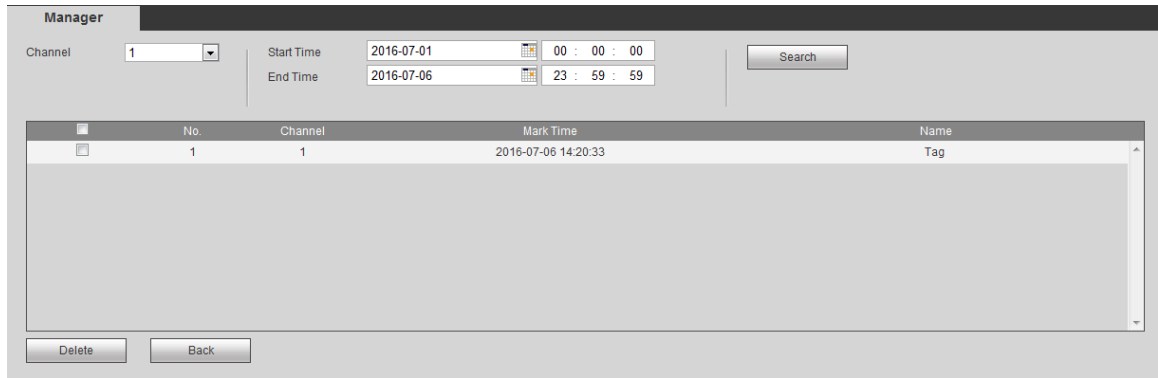 Manager
Channel 1 Start Time 2016-07-01 00 : 00 : 00 Search
End Time 2016-07-06 23 : 59 : 59
No. Channel Mark Time Name
1 1 2016-07-06 14:20:33 Tag
Delete Back